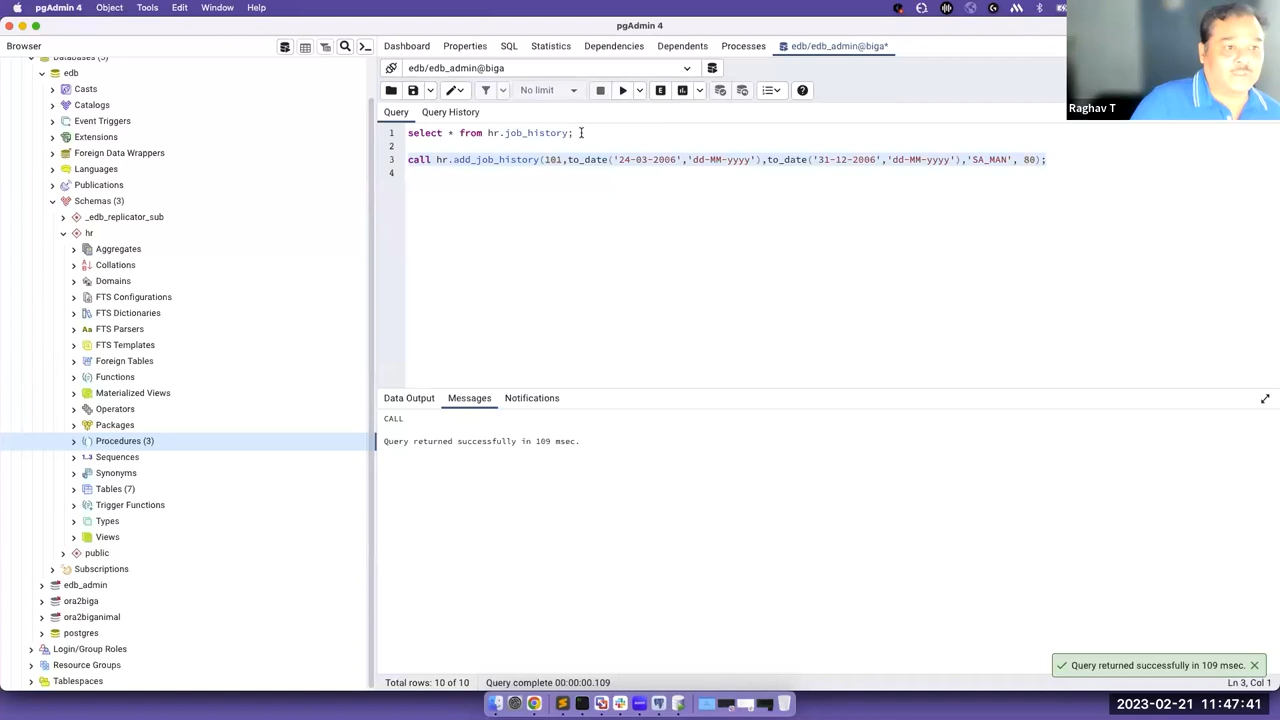 pgAdmin 4 Object Tools Edit Window Help
pgAdmin 4
Browser
Dashboard Properties SQL Statistics Dependencies Dependents Processes edb/edb_admin@biga*
edb/edb_admin@biga
No limit
Query Query History
1 select * from hr.job_history;
2
3 call hr.add_job_history(101,to_date('24-03-2006','dd-MM-yyyy'),to_date('31-12-2006','dd-MM-yyyy'),'SA_MAN', 80);
4
Databases (5)
edb
Casts
Catalogs
Event Triggers
Extensions
Foreign Data Wrappers
Languages
Publications
Schemas (3)
_edb_replicator_sub
hr
Aggregates
Collations
Domains
FTS Configurations
FTS Dictionaries
FTS Parsers
FTS Templates
Foreign Tables
Functions
Materialized Views
Operators
Packages
Procedures (3)
Sequences
Synonyms
Tables (7)
Trigger Functions
Types
Views
public
Subscriptions
edb_admin
ora2biga
ora2biganimal
postgres
Login/Group Roles
Resource Groups
Tablespaces
Data Output Messages Notifications
CALL
Query returned successfully in 109 msec.
Query returned successfully in 109 msec.
Total rows: 10 of 10 Query complete 00:00:00.109 Ln 3, Col 1
Raghav T
2023-02-21 11:47:41